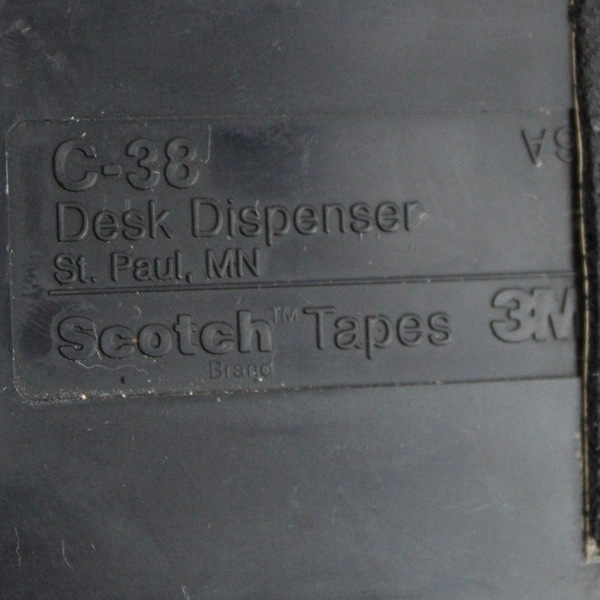 C-38
Desk Dispenser
St. Paul, MN
Scotch™ Tapes 3M
Brand